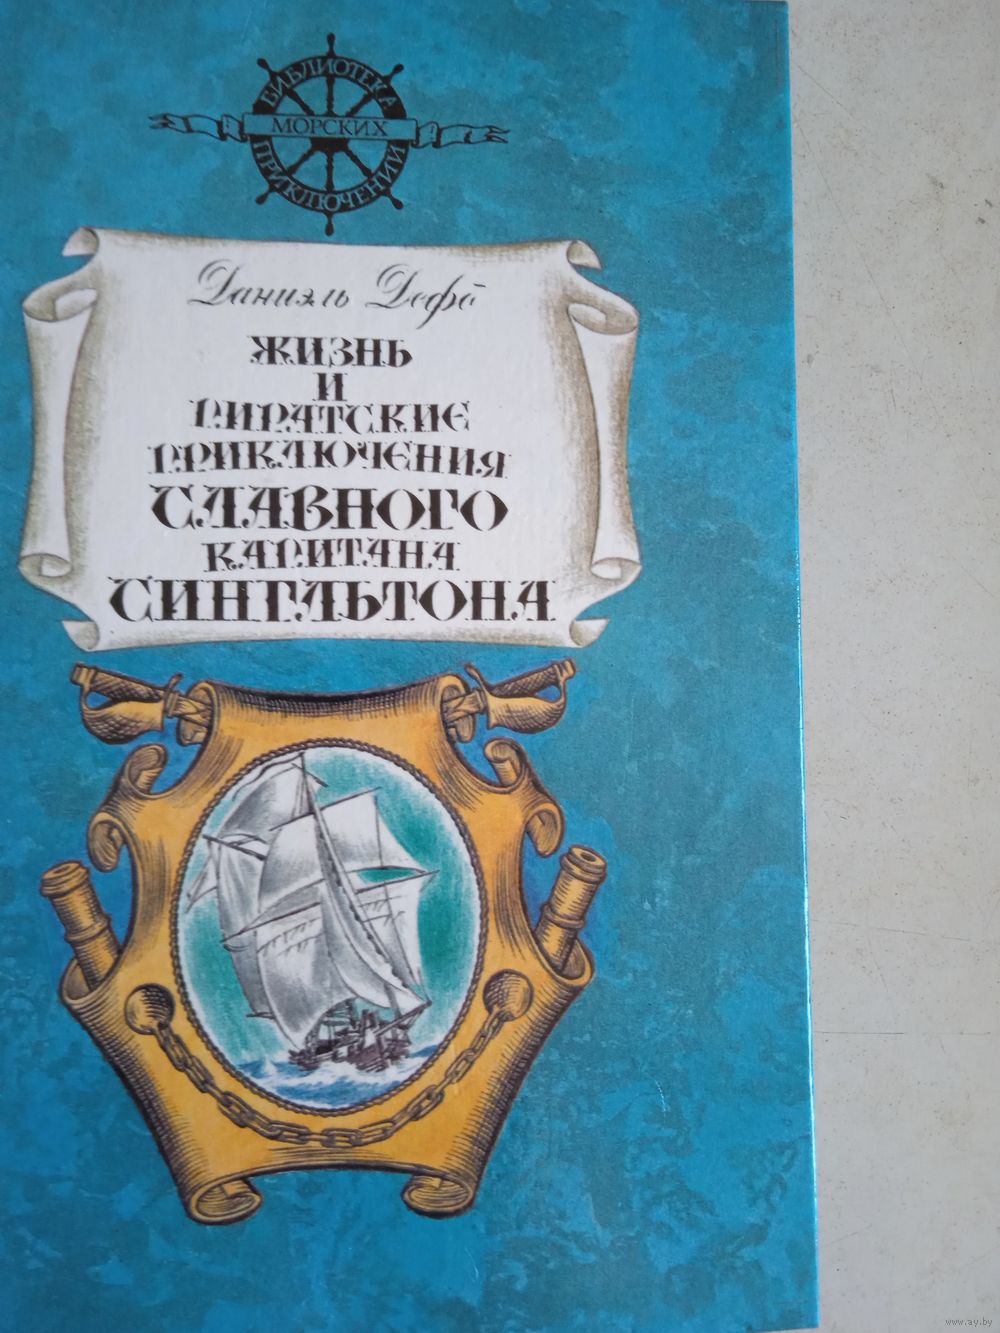 БИБЛИОТЕКА
МОРСКИХ
ПРИКЛЮЧЕНИЙ
Даниэль Дефо
ЖИЗНЬ
И
ПИРАТСКИЕ
ПРИКЛЮЧЕНИЯ
СЛАВНОГО
КАПИТАНА
СИНГЛЬТОНА
www.ay.by